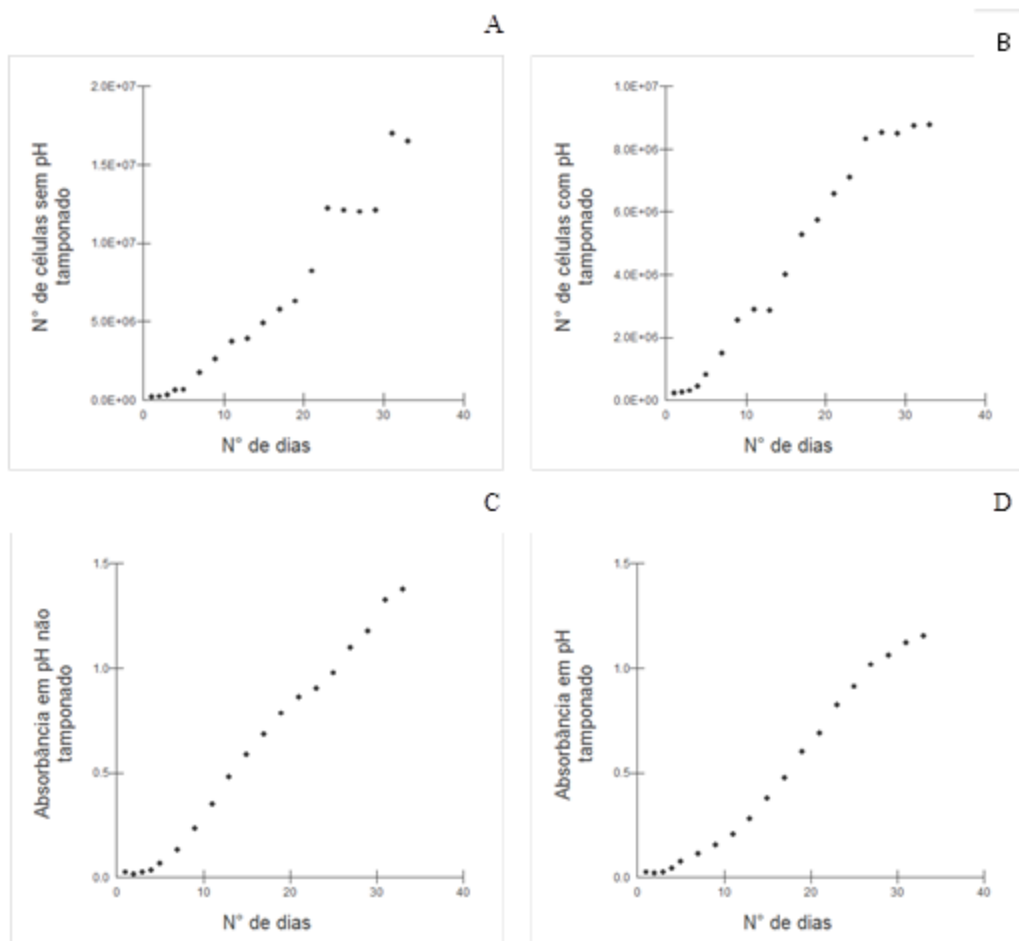 A
N° de células sem pH
tamponado
2.0E+07
1.5E+07
1.0E+07
5.0E+06
0.0E+00
0 10 20 30 40
N° de dias
B
N° de células com pH
tamponado
1.0E+07
8.0E+06
6.0E+06
4.0E+06
2.0E+06
0.0E+00
0 10 20 30 40
N° de dias
C
Absorbância em pH não
tamponado
1.5
1.0
0.5
0.0
0 10 20 30 40
N° de dias
D
Absorbância em pH
tamponado
1.5
1.0
0.5
0.0
0 10 20 30 40
N° de dias